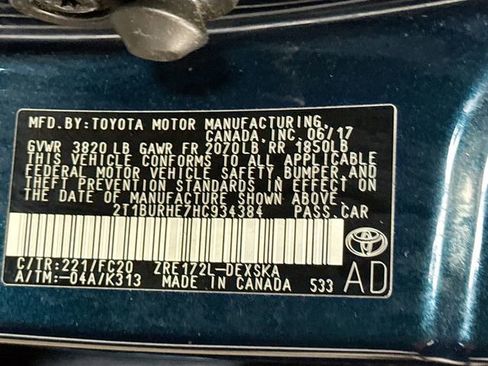 MFD.BY:TOYOTA MOTOR MANUFACTURING,
CANADA, INC. 06/17
GVWR 3820LB GAWR FR 2070LB RR 1850LB
THIS VEHICLE CONFORMS TO ALL APPLICABLE
FEDERAL MOTOR VEHICLE SAFETY, BUMPER, AND
THEFT PREVENTION STANDARDS IN EFFECT ON
THE DATE OF MANUFACTURE SHOWN ABOVE.
2T1BURHE7HC934384 PASS.CAR
C/TR:221/FC20 ZRE172L-DEXSKA
A/TM:-04A/K313 MADE IN CANADA 533
AD